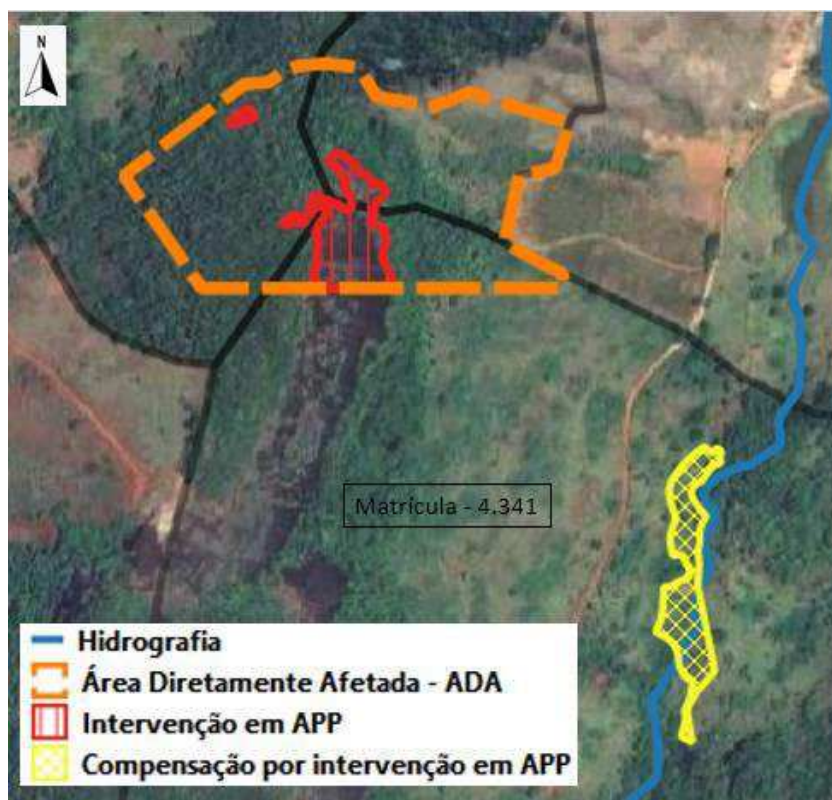 N
Matrícula - 4.341
Hidrografia
Área Diretamente Afetada - ADA
Intervenção em APP
Compensação por intervenção em APP